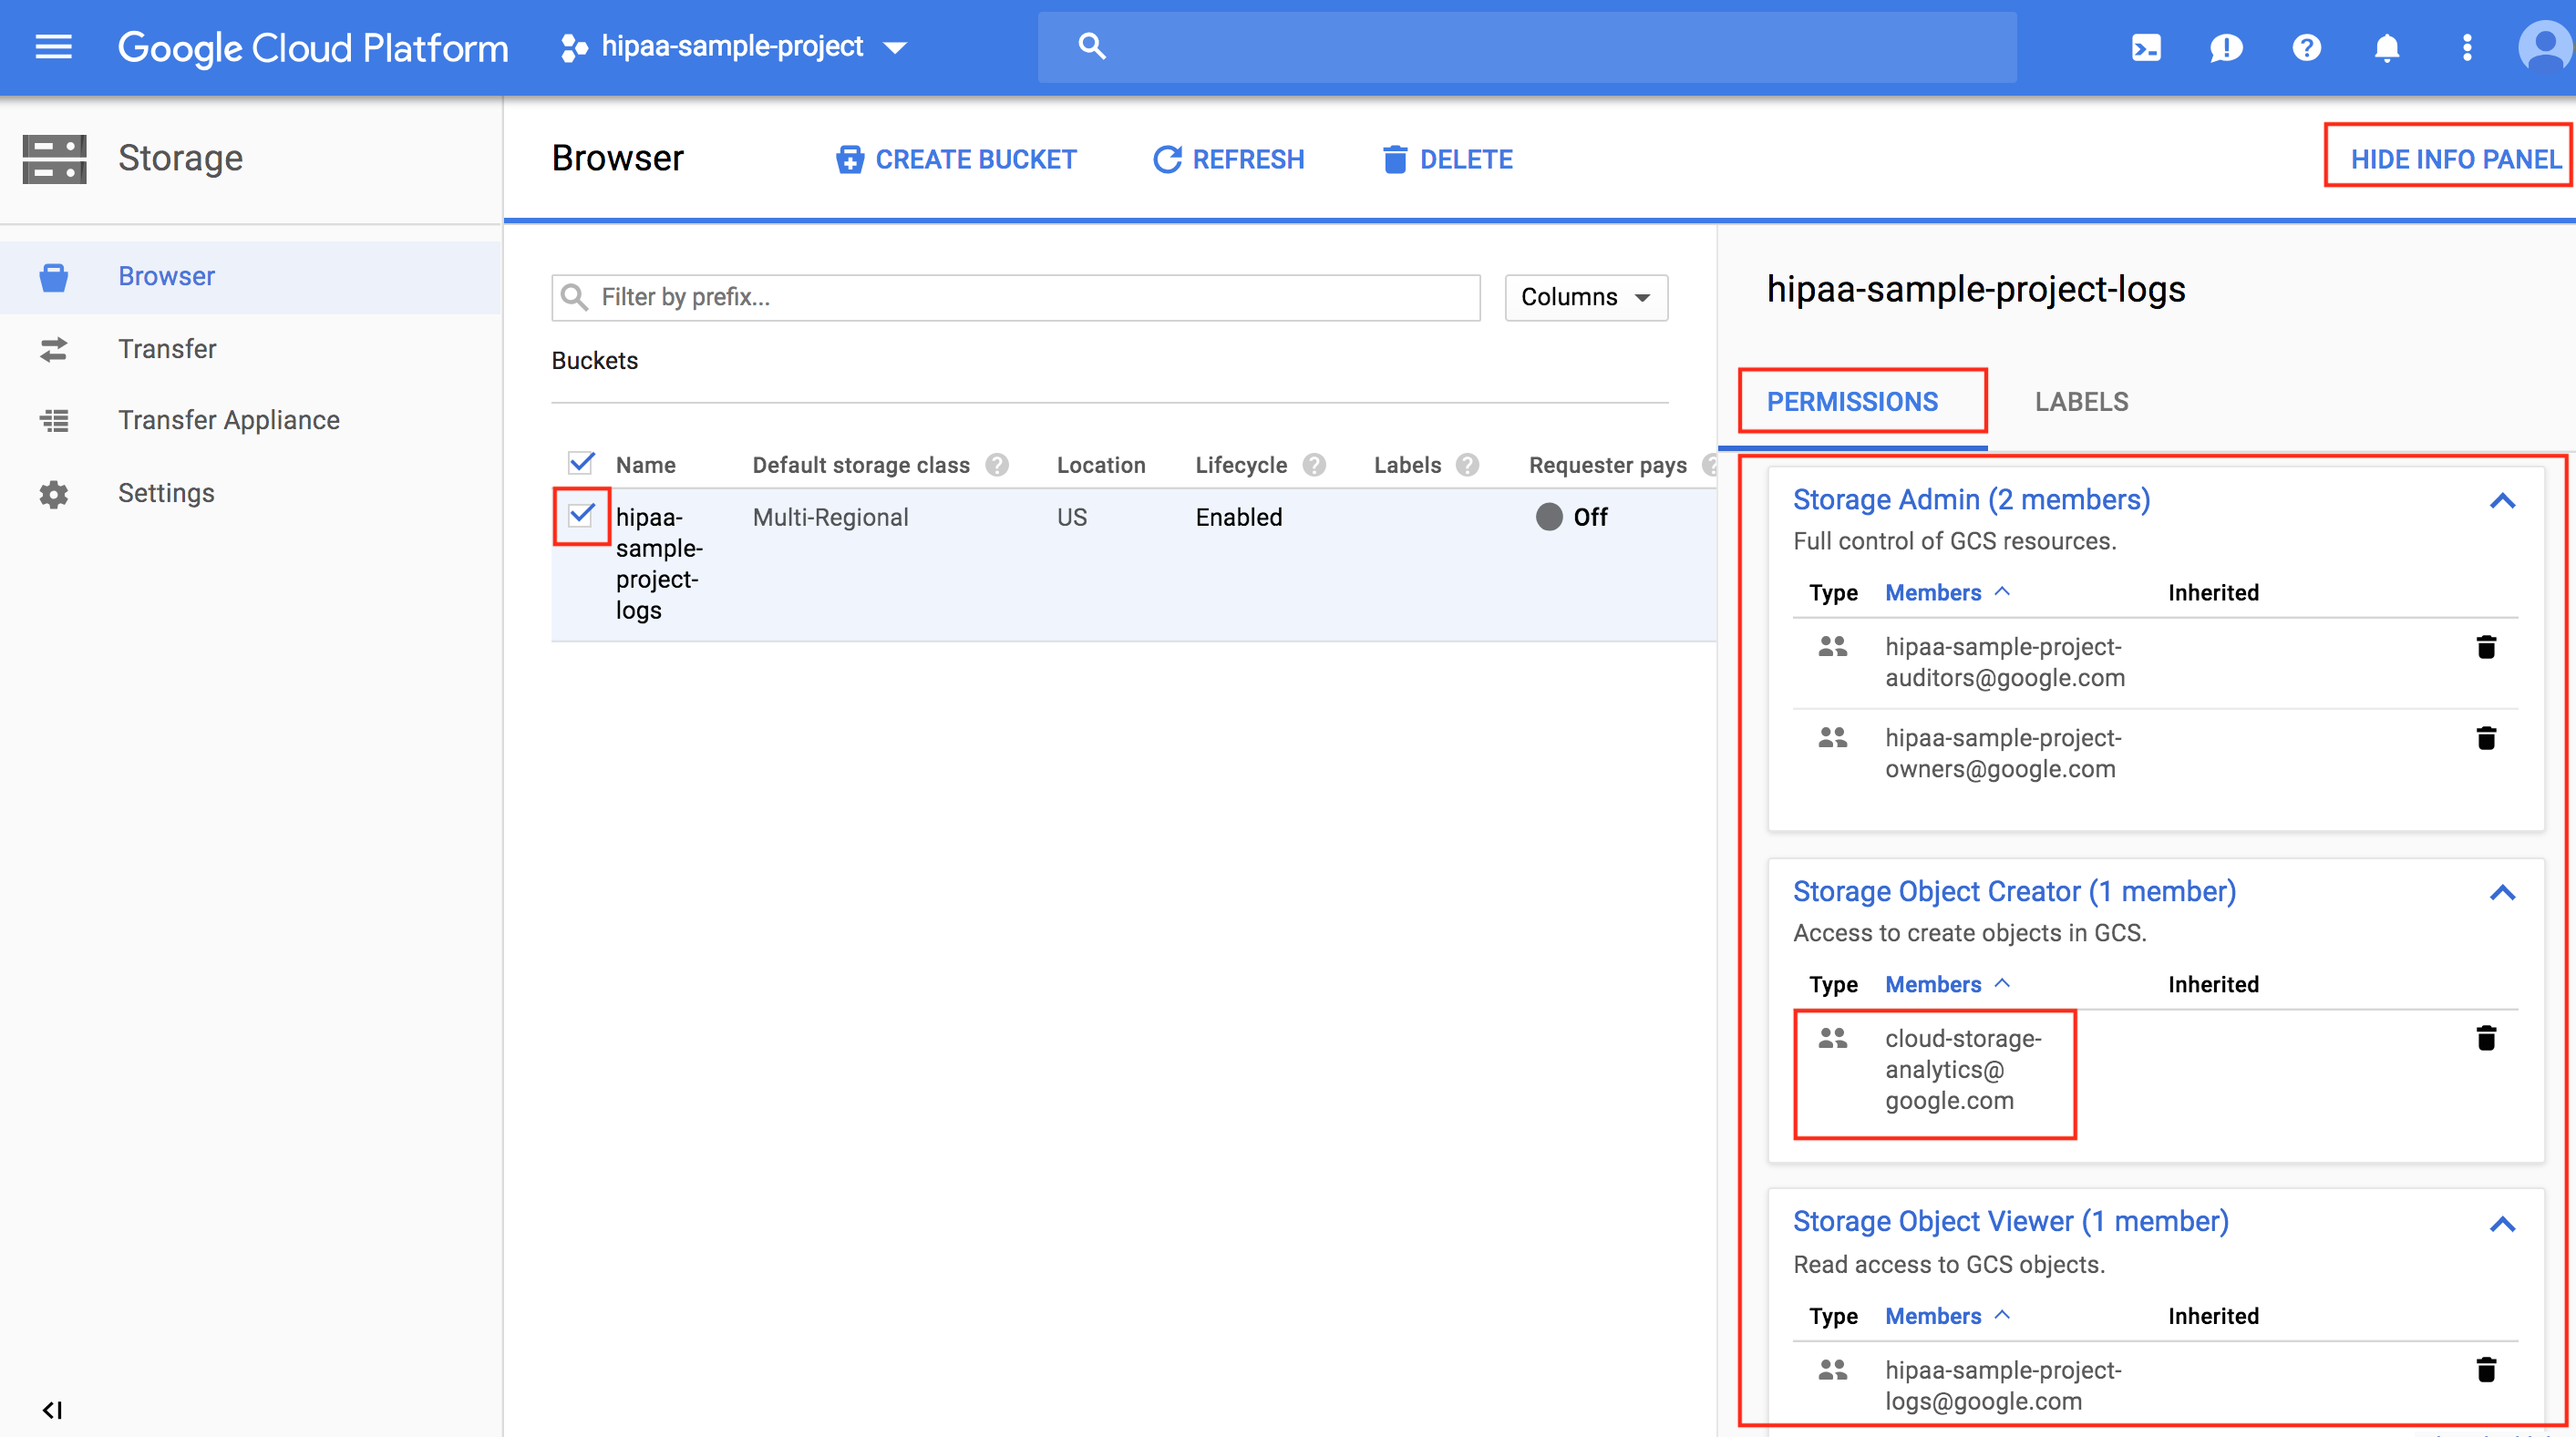 Google Cloud Platform
hipaa-sample-project
Storage
Browser
Transfer
Transfer Appliance
Settings
Browser
CREATE BUCKET
REFRESH
DELETE
HIDE INFO PANEL
Filter by prefix...
Columns
Buckets
Name Default storage class Location Lifecycle Labels Requester pays
hipaa- Multi-Regional US Enabled Off
sample-
project-
logs
hipaa-sample-project-logs
PERMISSIONS LABELS
Storage Admin (2 members)
Full control of GCS resources.
Type Members Inherited
hipaa-sample-project-
auditors@google.com
hipaa-sample-project-
owners@google.com
Storage Object Creator (1 member)
Access to create objects in GCS.
Type Members Inherited
cloud-storage-
analytics@
google.com
Storage Object Viewer (1 member)
Read access to GCS objects.
Type Members Inherited
hipaa-sample-project-
logs@google.com